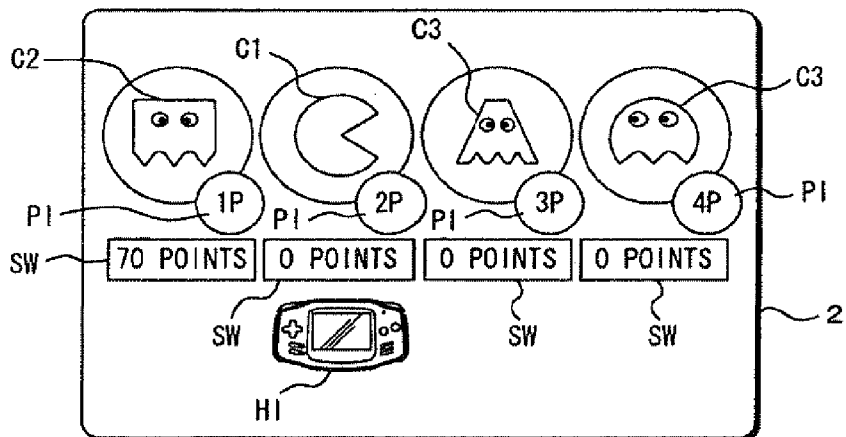 C2
C1
C3
C3
1P
2P
3P
4P
PI
PI
PI
PI
SW
70 POINTS
0 POINTS
0 POINTS
0 POINTS
SW
SW
SW
2
HI